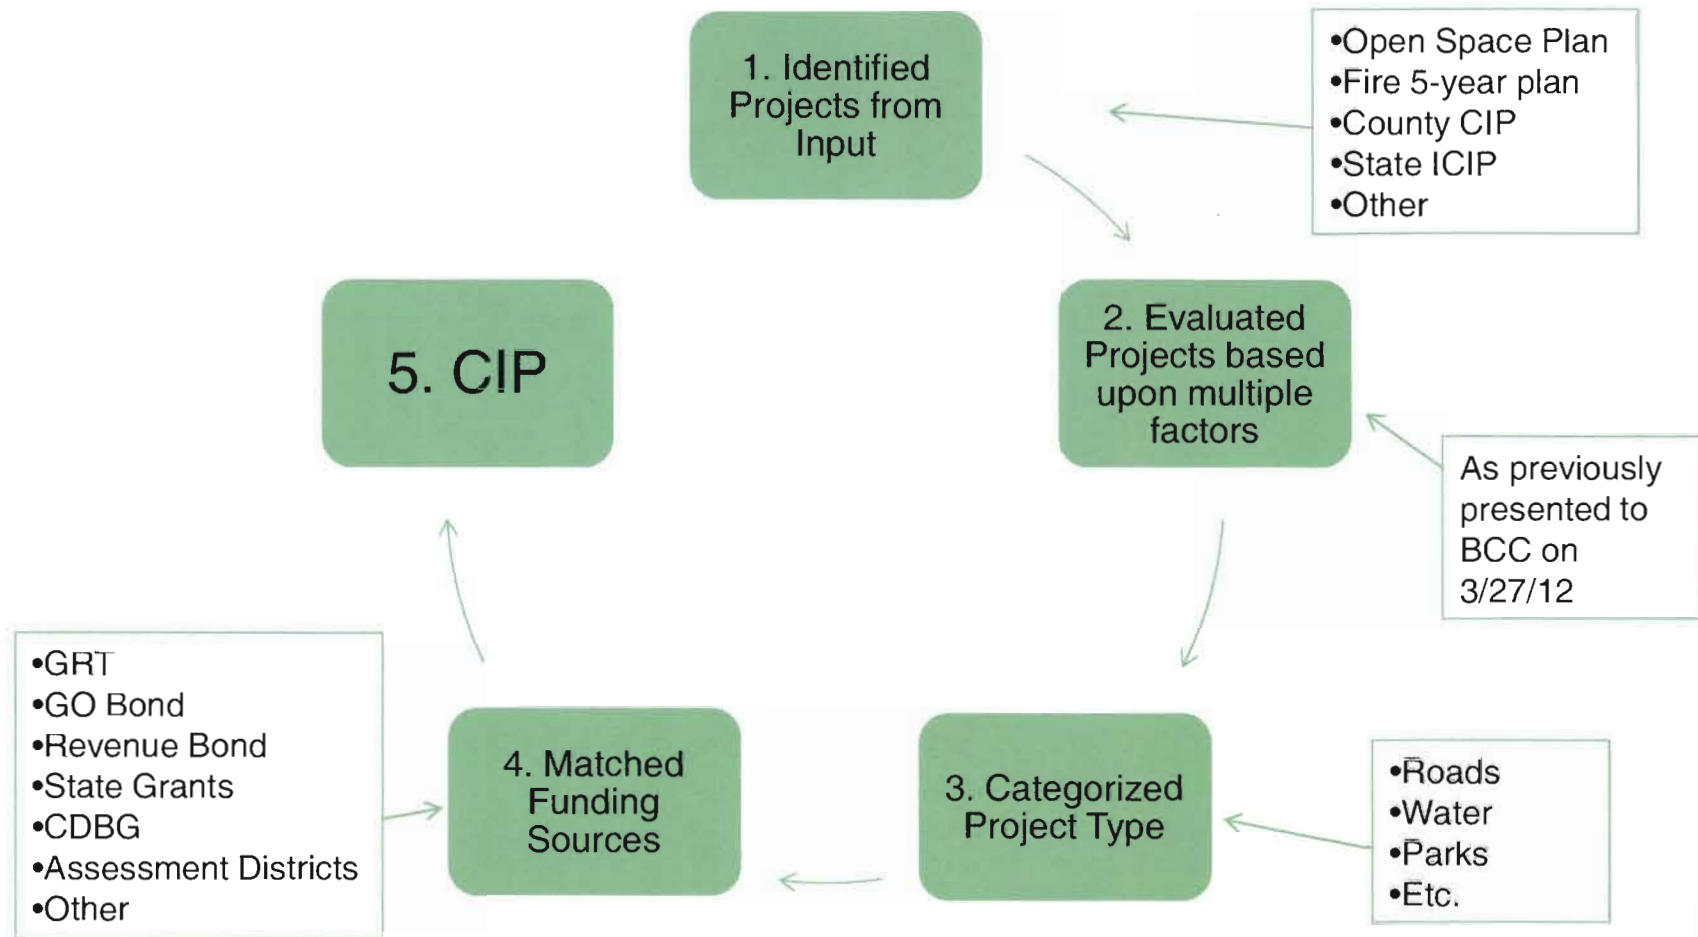 1. Identified
Projects from
Input
•Open Space Plan
•Fire 5-year plan
•County CIP
•State ICIP
•Other
2. Evaluated
Projects based
upon multiple
factors
As previously
presented to
BCC on
3/27/12
3. Categorized
Project Type
•Roads
•Water
•Parks
•Etc.
4. Matched
Funding
Sources
•GRT
•GO Bond
•Revenue Bond
•State Grants
•CDBG
•Assessment Districts
•Other
5. CIP